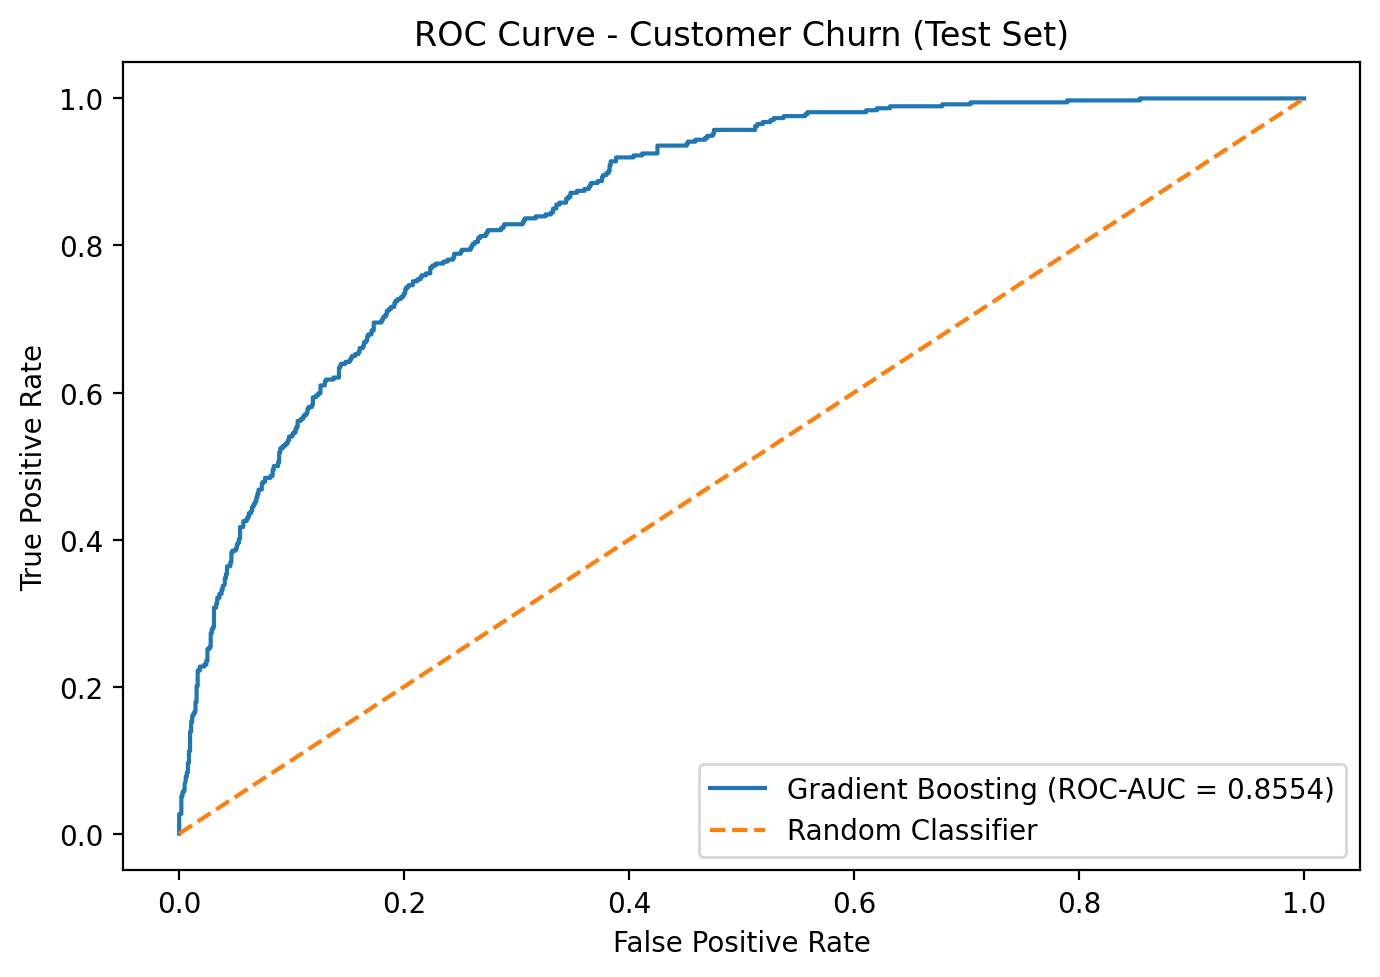 ROC Curve - Customer Churn (Test Set)
True Positive Rate
1.0
0.8
0.6
0.4
0.2
0.0
0.0 0.2 0.4 0.6 0.8 1.0
False Positive Rate
Gradient Boosting (ROC-AUC = 0.8554)
Random Classifier